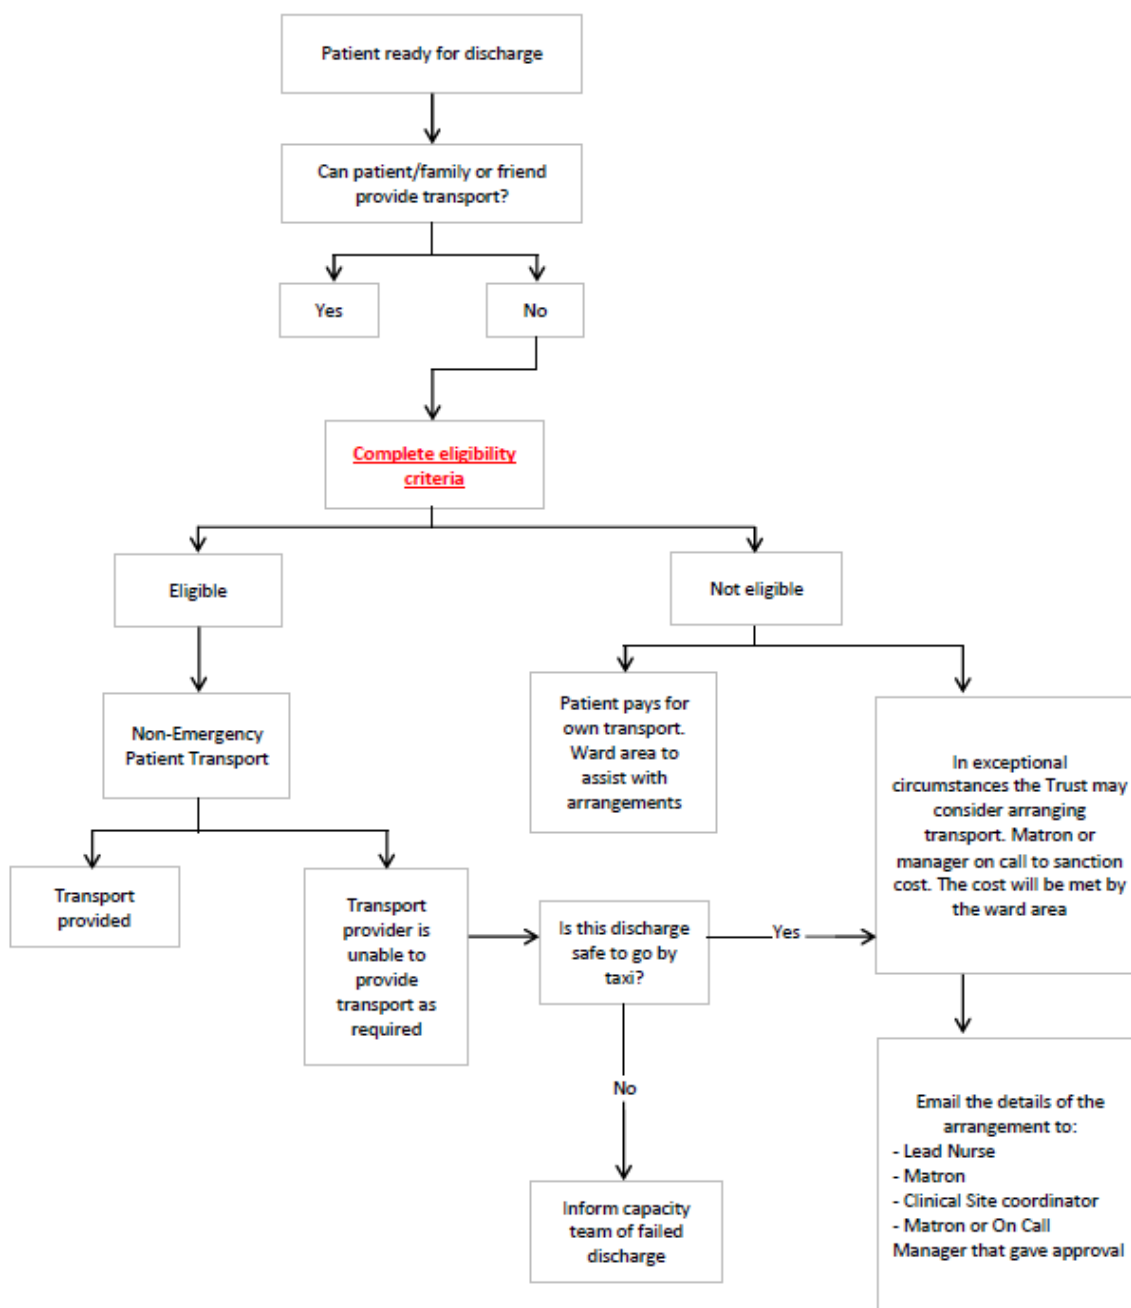 Patient ready for discharge
Can patient/family or friend
provide transport?
Yes
No
Complete eligibility
criteria
Eligible
Not eligible
Non-Emergency
Patient Transport
Patient pays for
own transport.
Ward area to
assist with
arrangements
In exceptional
circumstances the Trust may
consider arranging
transport. Matron or
manager on call to sanction
cost. The cost will be met by
the ward area
Transport
provided
Transport
provider is
unable to
provide
transport as
required
Is this discharge
safe to go by
taxi?
Yes
No
Inform capacity
team of failed
discharge
Email the details of the
arrangement to:
- Lead Nurse
- Matron
- Clinical Site coordinator
- Matron or On Call
Manager that gave approval